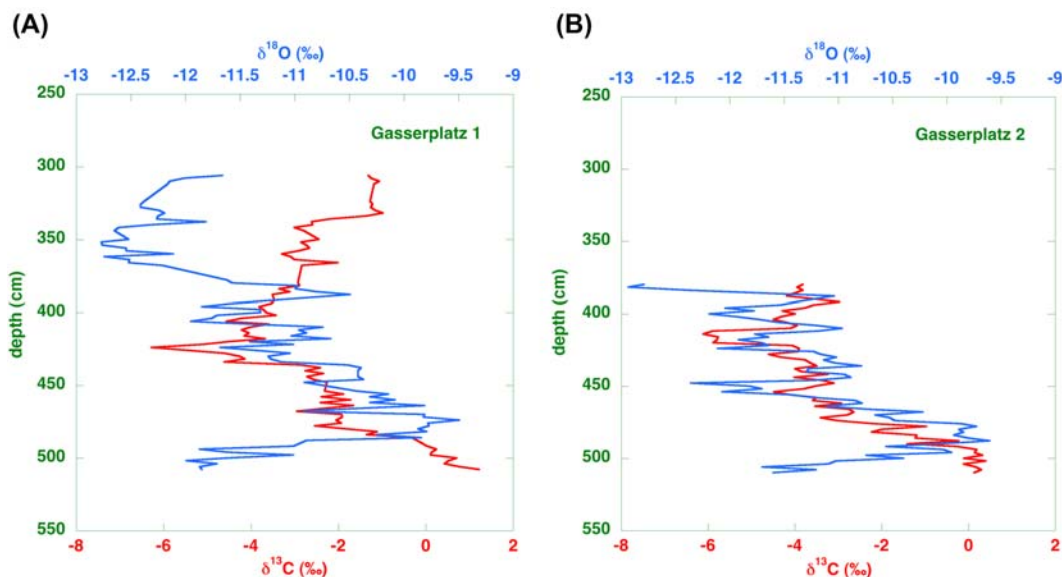 (A)
δ18O (‰)
-13 -12.5 -12 -11.5 -11 -10.5 -10 -9.5 -9
250
300
350
400
450
500
550
depth (cm)
Gasserplatz 1
-8 -6 -4 -2 0 2
δ13C (‰)
(B)
δ18O (‰)
-13 -12 -11.5 -11 -10.5 -10 -9.5 -9
250
300
350
400
450
500
550
depth (cm)
Gasserplatz 2
-8 -6 -4 -2 0 2
δ13C (‰)